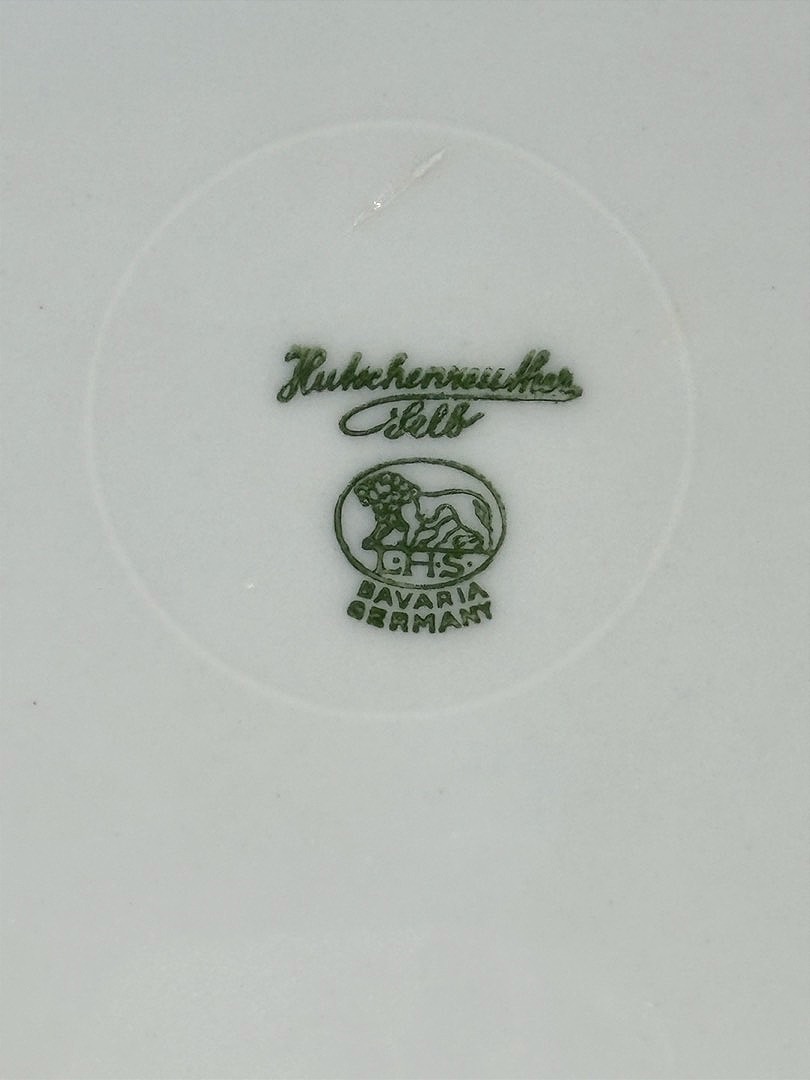 Hutschenreuther
Selb
L·H·S·
BAVARIA
GERMANY